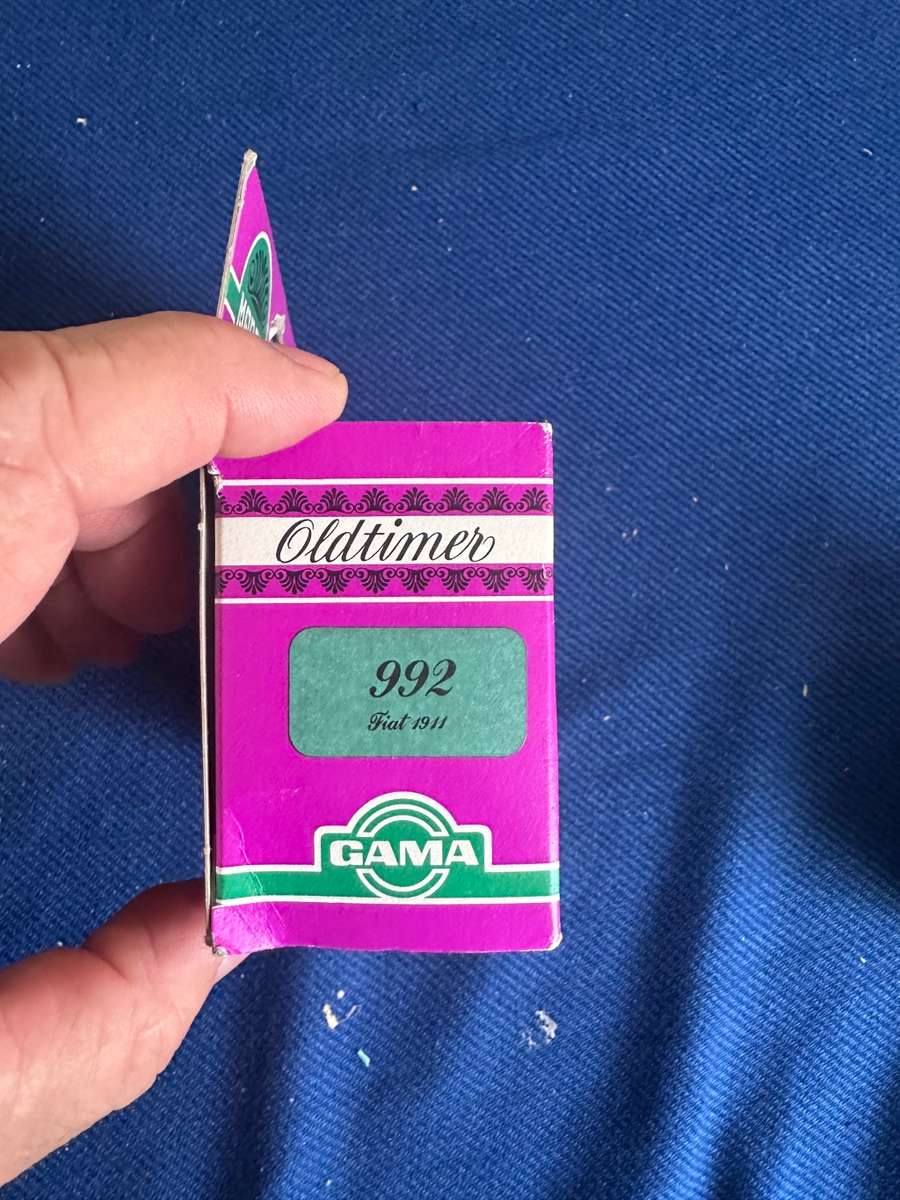 Oldtimer
992
Fiat 1911
GAMA